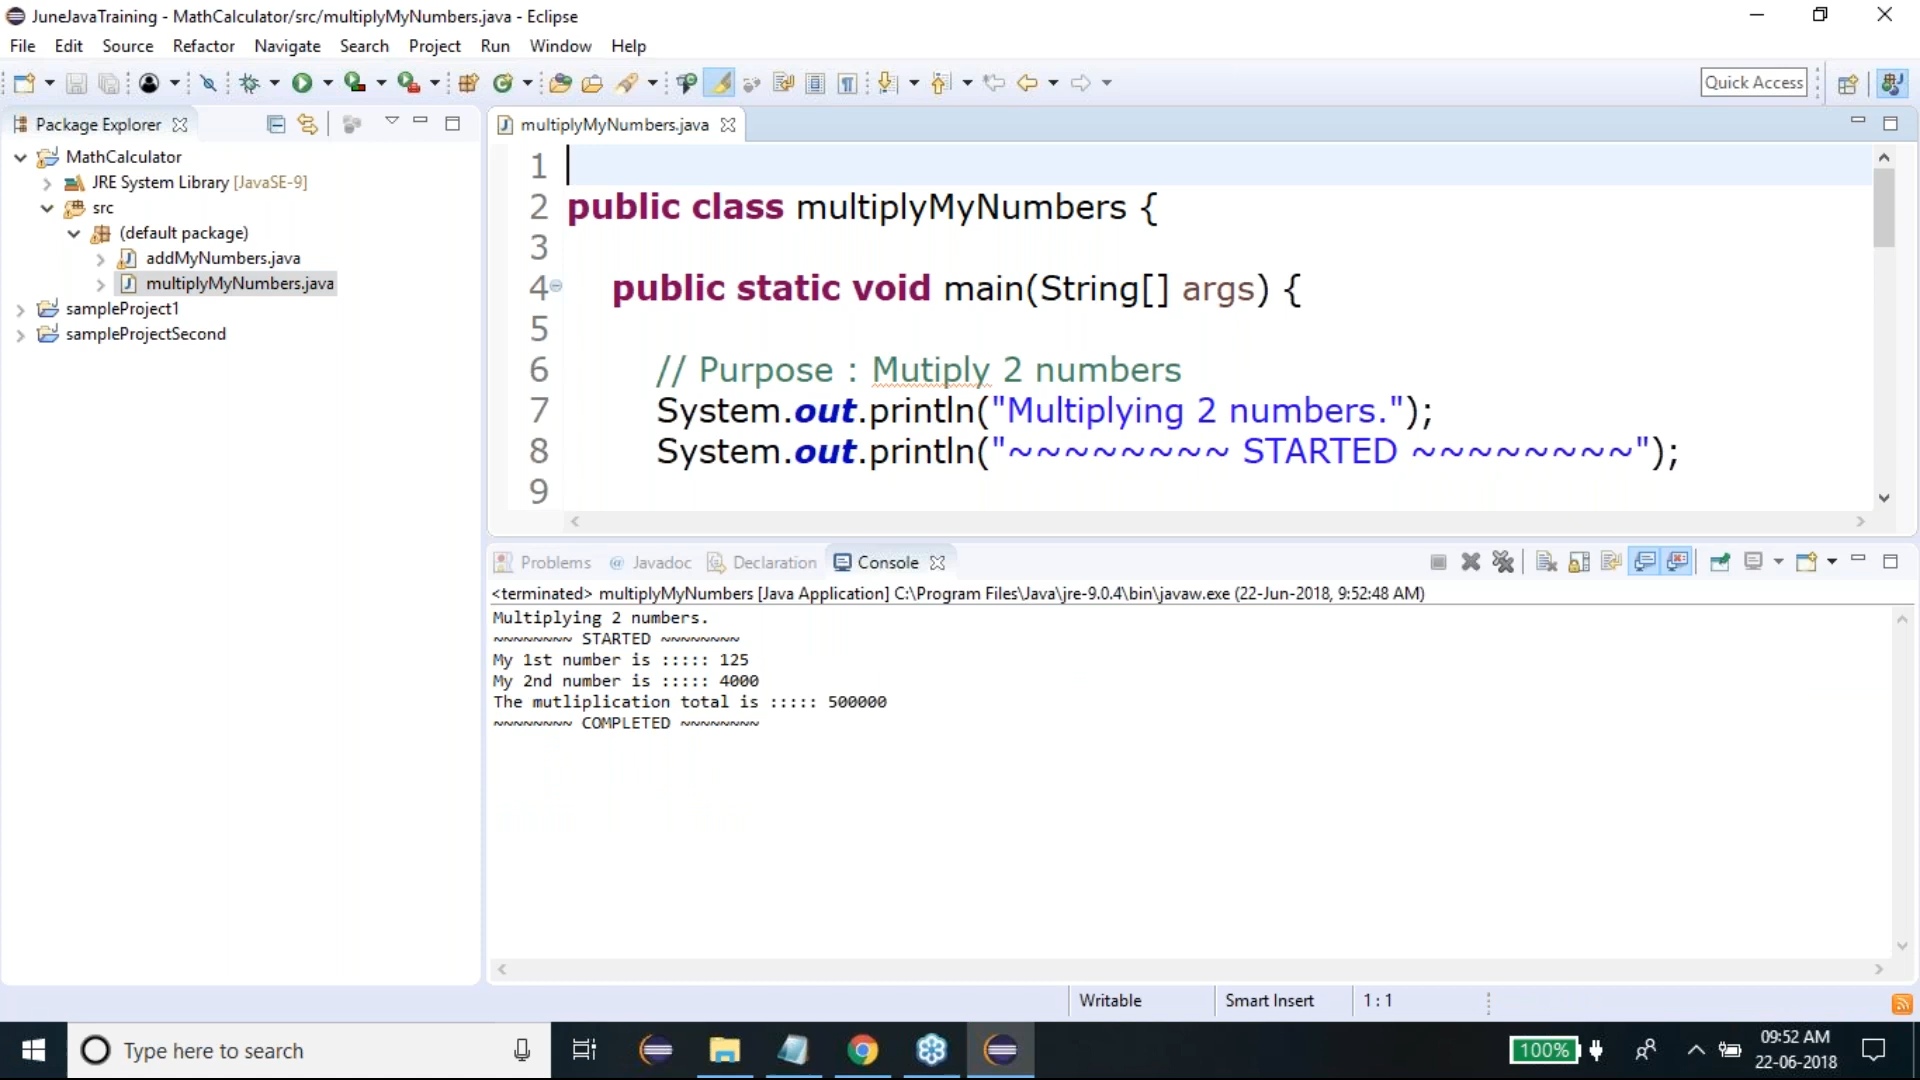 JuneJavaTraining - MathCalculator/src/multiplyMyNumbers.java - Eclipse
File Edit Source Refactor Navigate Search Project Run Window Help
Quick Access
Package Explorer
MathCalculator
JRE System Library [JavaSE-9]
src
(default package)
addMyNumbers.java
multiplyMyNumbers.java
sampleProject1
sampleProjectSecond
multiplyMyNumbers.java
1
2 public class multiplyMyNumbers {
3
4 public static void main(String[] args) {
5
6 // Purpose : Mutiply 2 numbers
7 System.out.println("Multiplying 2 numbers.");
8 System.out.println("~~~~~~~~ STARTED ~~~~~~~~");
9
Problems @ Javadoc Declaration Console
<terminated> multiplyMyNumbers [Java Application] C:\Program Files\Java\jre-9.0.4\bin\javaw.exe (22-Jun-2018, 9:52:48 AM)
Multiplying 2 numbers.
~~~~~~~~ STARTED ~~~~~~~~
My 1st number is ::::: 125
My 2nd number is ::::: 4000
The mutliplication total is ::::: 500000
~~~~~~~~ COMPLETED ~~~~~~~~
Writable Smart Insert 1 : 1
Type here to search
100%
09:52 AM
22-06-2018